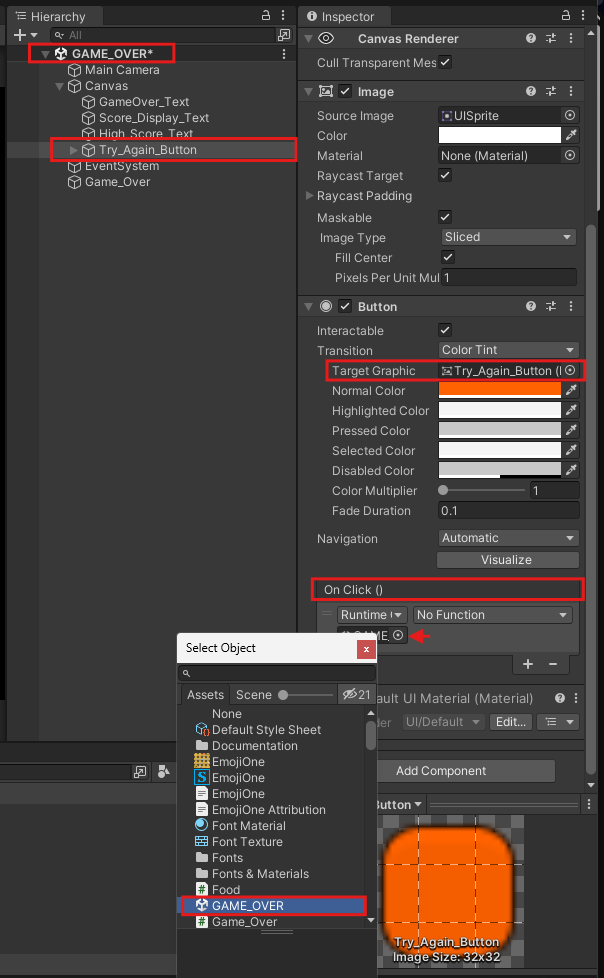 Hierarchy
All
GAME_OVER*
Main Camera
Canvas
GameOver_Text
Score_Display_Text
High_Score_Text
Try_Again_Button
EventSystem
Game_Over
Inspector
Canvas Renderer
Cull Transparent Mes
Image
Source Image UISprite
Color
Material None (Material)
Raycast Target
Raycast Padding
Maskable
Image Type Sliced
Fill Center
Pixels Per Unit Mul 1
Button
Interactable
Transition Color Tint
Target Graphic Try_Again_Button (I
Normal Color
Highlighted Color
Pressed Color
Selected Color
Disabled Color
Color Multiplier 1
Fade Duration 0.1
Navigation Automatic
Visualize
On Click ()
Runtime No Function
GAME_
+ −
Select Object x
Assets Scene 21
None
Default Style Sheet
Documentation
EmojiOne
EmojiOne
EmojiOne
EmojiOne Attribution
Font Material
Font Texture
Fonts
Fonts & Materials
Food
GAME_OVER
Game_Over
ault UI Material (Material)
der UI/Default Edit...
Add Component
Button
Try_Again_Button
Image Size: 32x32